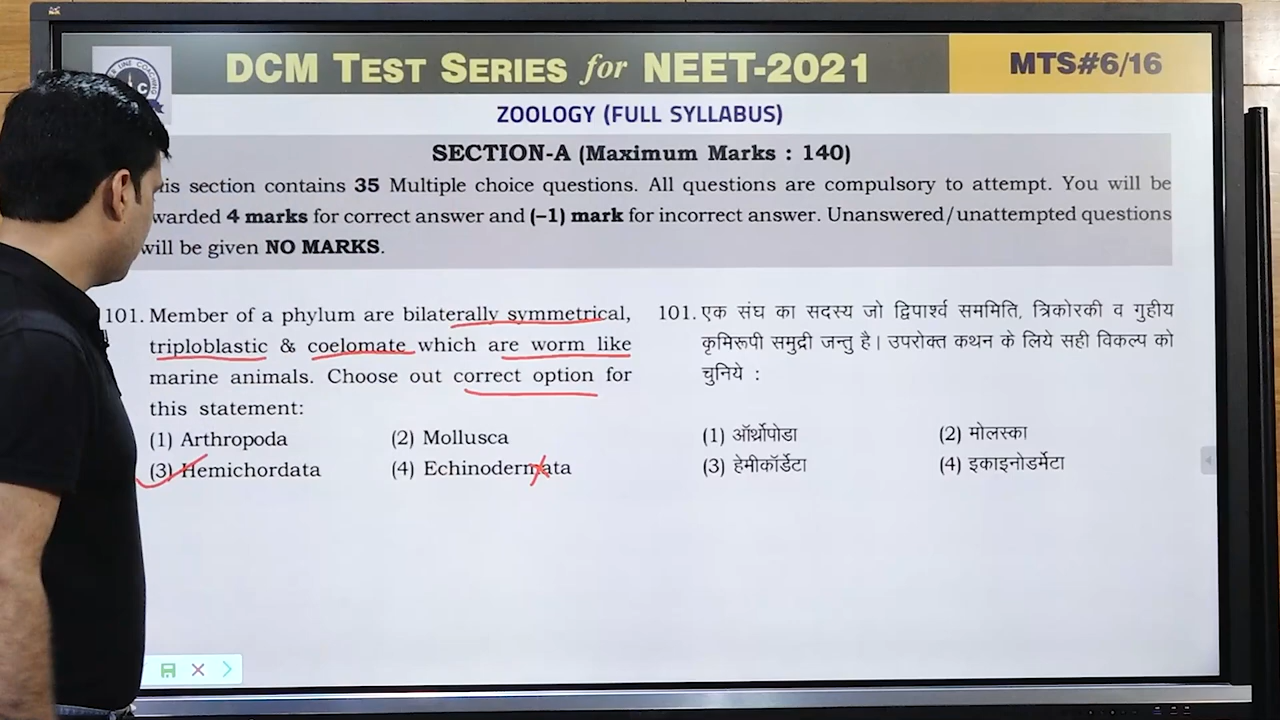 DCM TEST SERIES for NEET-2021
MTS#6/16
ZOOLOGY (FULL SYLLABUS)
SECTION-A (Maximum Marks : 140)
section contains 35 Multiple choice questions. All questions are compulsory to attempt. You will be
for correct answer and (–1) mark for incorrect answer. Unanswered/unattempted questions
will be given NO MARKS.
101. Member of a phylum are bilaterally symmetrical,
triploblastic & coelomate which are worm like
marine animals. Choose out correct option for
this statement:
(1) Arthropoda (2) Mollusca
(3) Hemichordata (4) Echinodermata
101. एक संघ का सदस्य जो द्विपार्श्व सममिति, त्रिकोरकी व गुहीय
कृमिरूपी समुद्री जन्तु है। उपरोक्त कथन के लिये सही विकल्प को
चुनिये :
(1) ऑर्थोपोडा (2) मोलस्का
(3) हेमीकॉर्डेटा (4) इकाइनोडर्मेटा